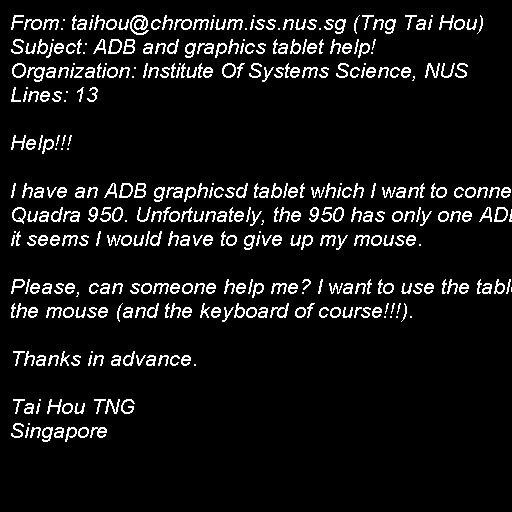 From: taihou@chromium.iss.nus.sg (Tng Tai Hou)
Subject: ADB and graphics tablet help!
Organization: Institute Of Systems Science, NUS
Lines: 13

Help!!!

I have an ADB graphicsd tablet which I want to conne
Quadra 950. Unfortunately, the 950 has only one AD
it seems I would have to give up my mouse.

Please, can someone help me? I want to use the tabl
the mouse (and the keyboard of course!!!).

Thanks in advance.

Tai Hou TNG
Singapore